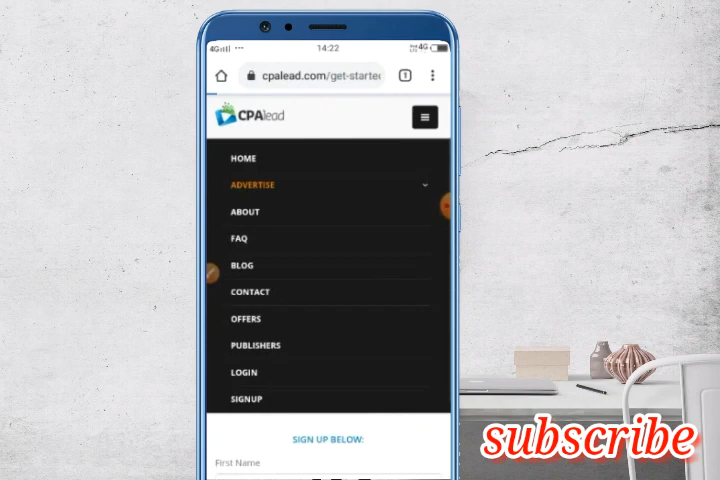 4G 14:22 4G
cpalead.com/get-started 1
CPAlead
HOME
ADVERTISE
ABOUT
FAQ
BLOG
CONTACT
OFFERS
PUBLISHERS
LOGIN
SIGNUP
SIGN UP BELOW:
First Name
subscribe